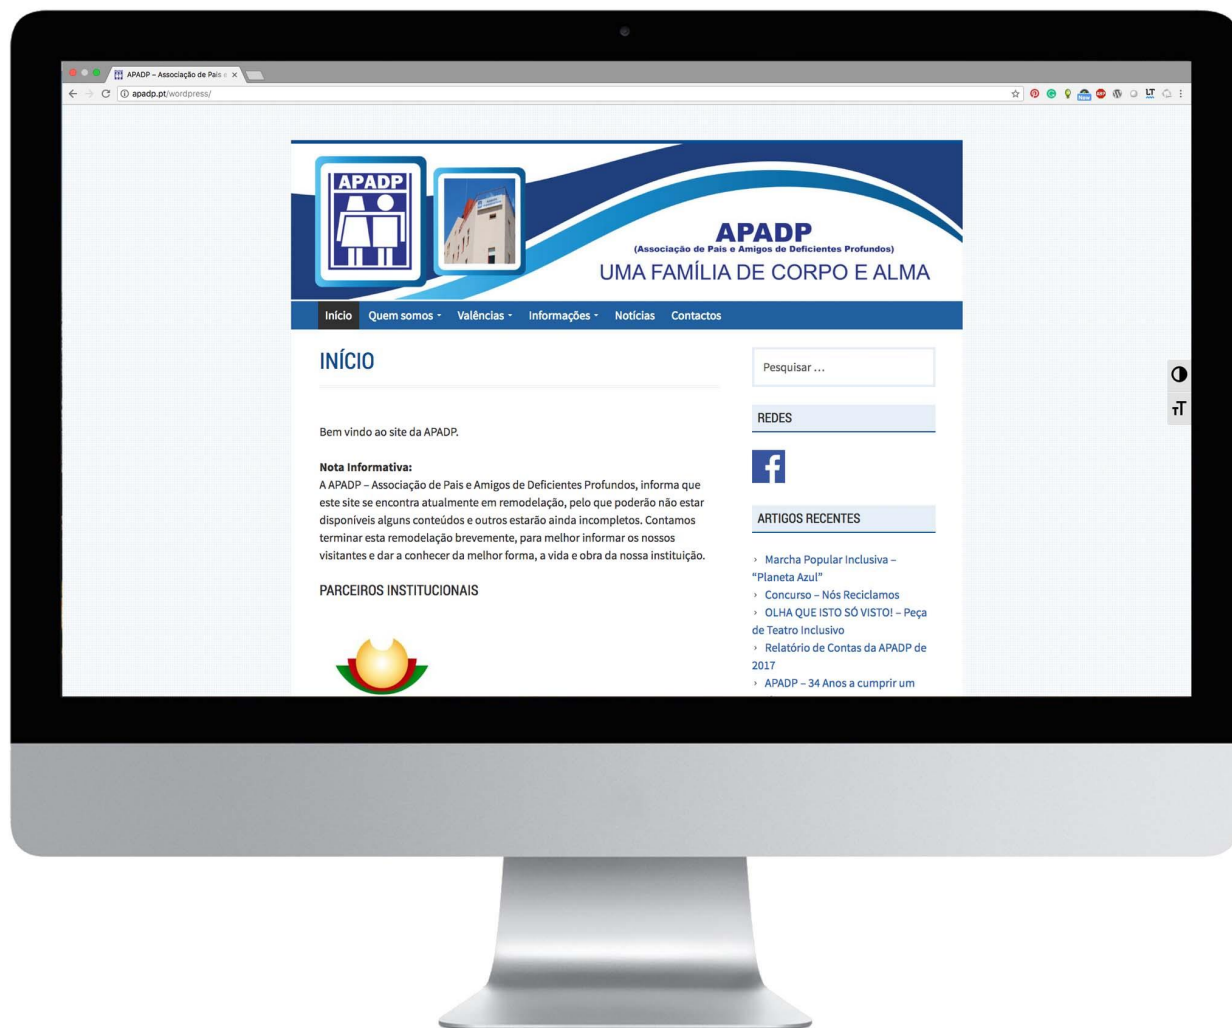 APADP – Associação de Pais e
apadp.pt/wordpress/
New
ABP
LT
APADP
APADP
(Associação de Pais e Amigos de Deficientes Profundos)
UMA FAMÍLIA DE CORPO E ALMA
Início Quem somos Valências Informações Notícias Contactos
INÍCIO
Bem vindo ao site da APADP.
Nota Informativa:
A APADP – Associação de Pais e Amigos de Deficientes Profundos, informa que
este site se encontra atualmente em remodelação, pelo que poderão não estar
disponíveis alguns conteúdos e outros estarão ainda incompletos. Contamos
terminar esta remodelação brevemente, para melhor informar os nossos
visitantes e dar a conhecer da melhor forma, a vida e obra da nossa instituição.
PARCEIROS INSTITUCIONAIS
Pesquisar …
REDES
f
ARTIGOS RECENTES
Marcha Popular Inclusiva –
“Planeta Azul”
Concurso – Nós Reciclamos
OLHA QUE ISTO SÓ VISTO! – Peça
de Teatro Inclusivo
Relatório de Contas da APADP de
2017
APADP – 34 Anos a cumprir um
TT